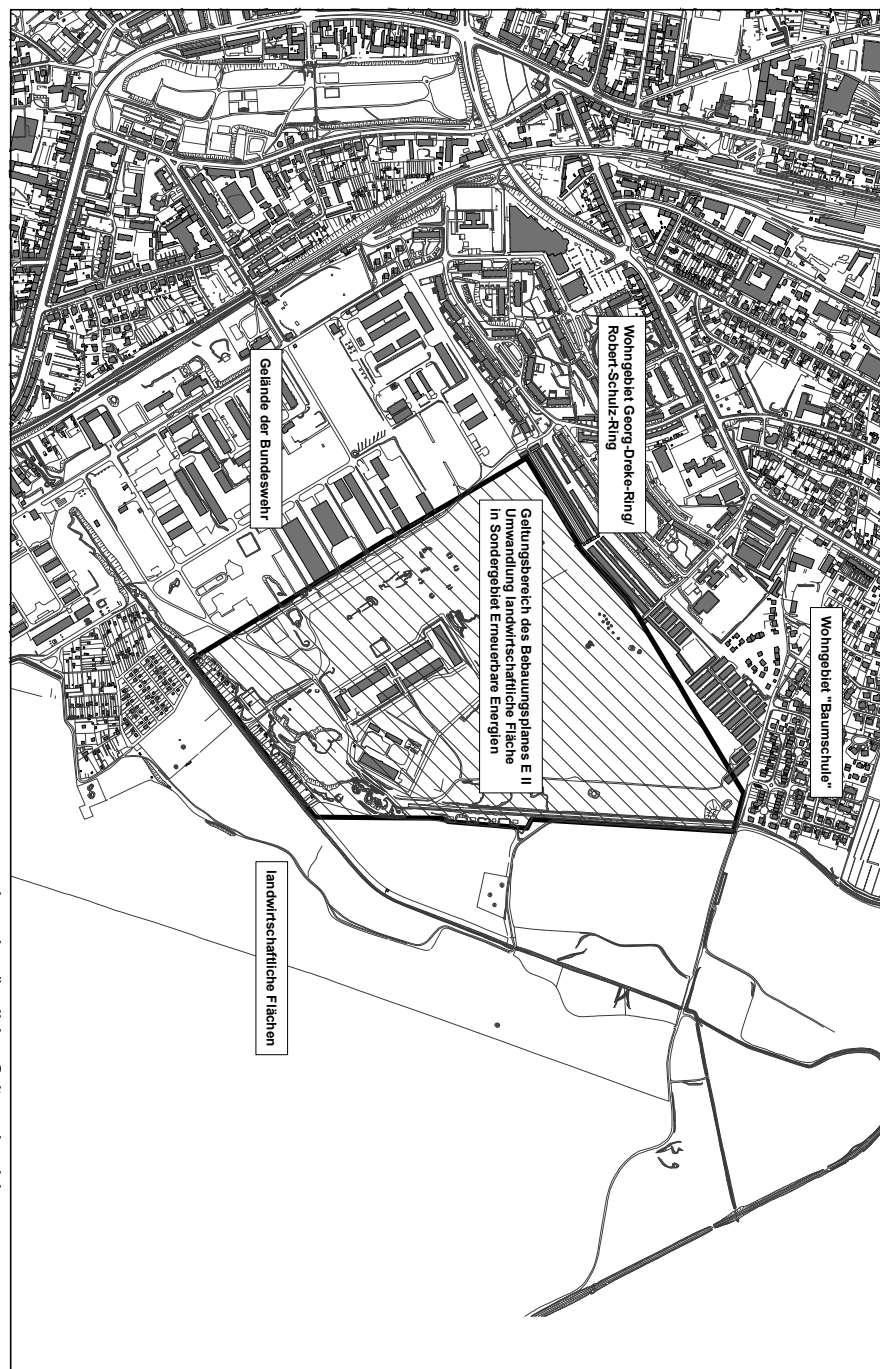 Wohngebiet "Baumschule"
Wohngebiet Georg-Dreke-Ring/
Robert-Schulz-Ring
Geltungsbereich des Bebauungsplanes E II
Umwandlung landwirtschaftliche Fläche
in Sondergebiet Erneuerbare Energien
Gelände der Bundeswehr
landwirtschaftliche Flächen